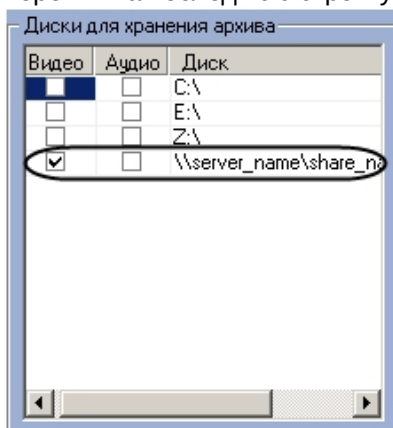 Диски для хранения архива
Видео Аудио Диск
C:\
E:\
Z:\
\\server_name\share_na